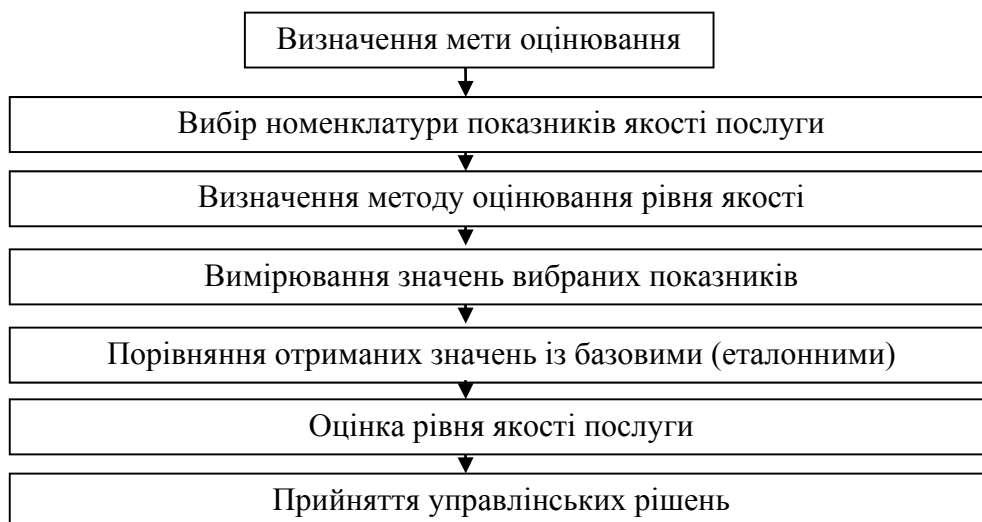 Визначення мети оцінювання
Вибір номенклатури показників якості послуги
Визначення методу оцінювання рівня якості
Вимірювання значень вибраних показників
Порівняння отриманих значень із базовими (еталонними)
Оцінка рівня якості послуги
Прийняття управлінських рішень